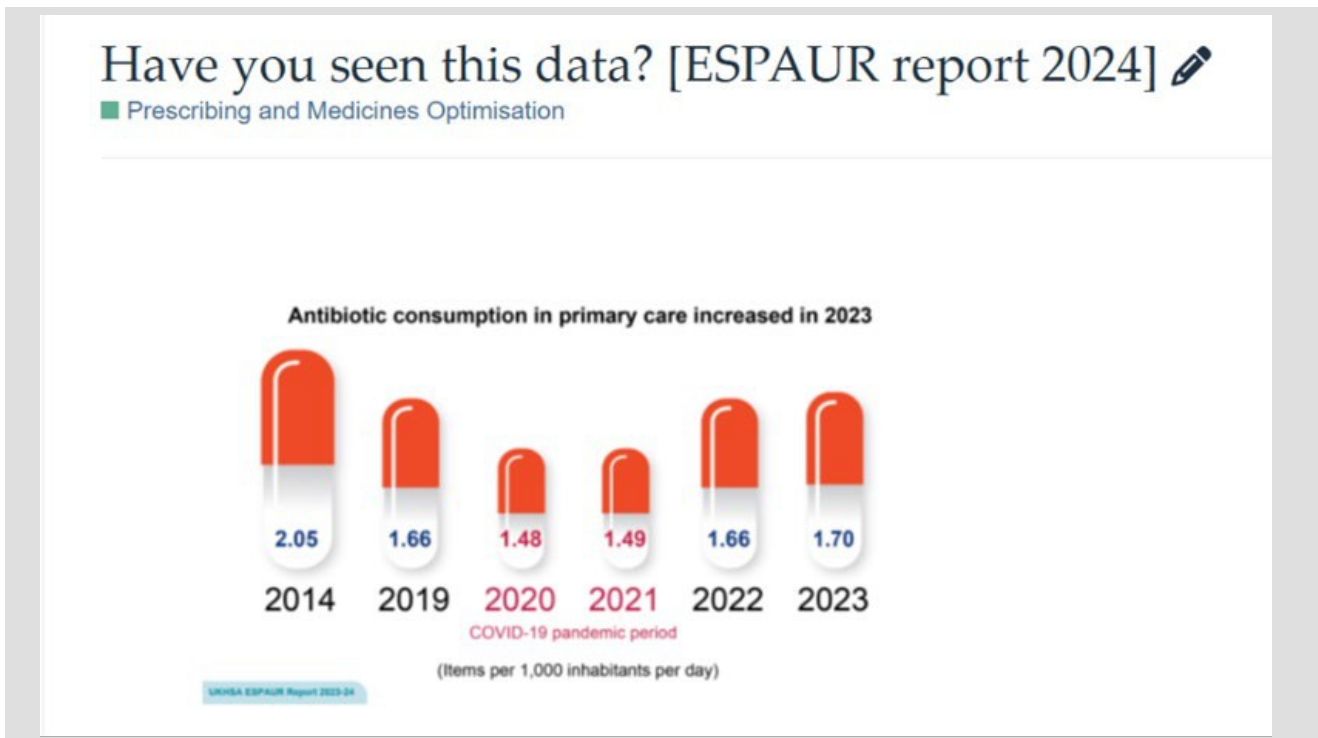 Have you seen this data? [ESPAUR report 2024]
Prescribing and Medicines Optimisation
Antibiotic consumption in primary care increased in 2023
2.05 1.66 1.48 1.49 1.66 1.70
2014 2019 2020 2021 2022 2023
COVID-19 pandemic period
(Items per 1,000 inhabitants per day)
UKHSA ESPAUR Report 2023-24